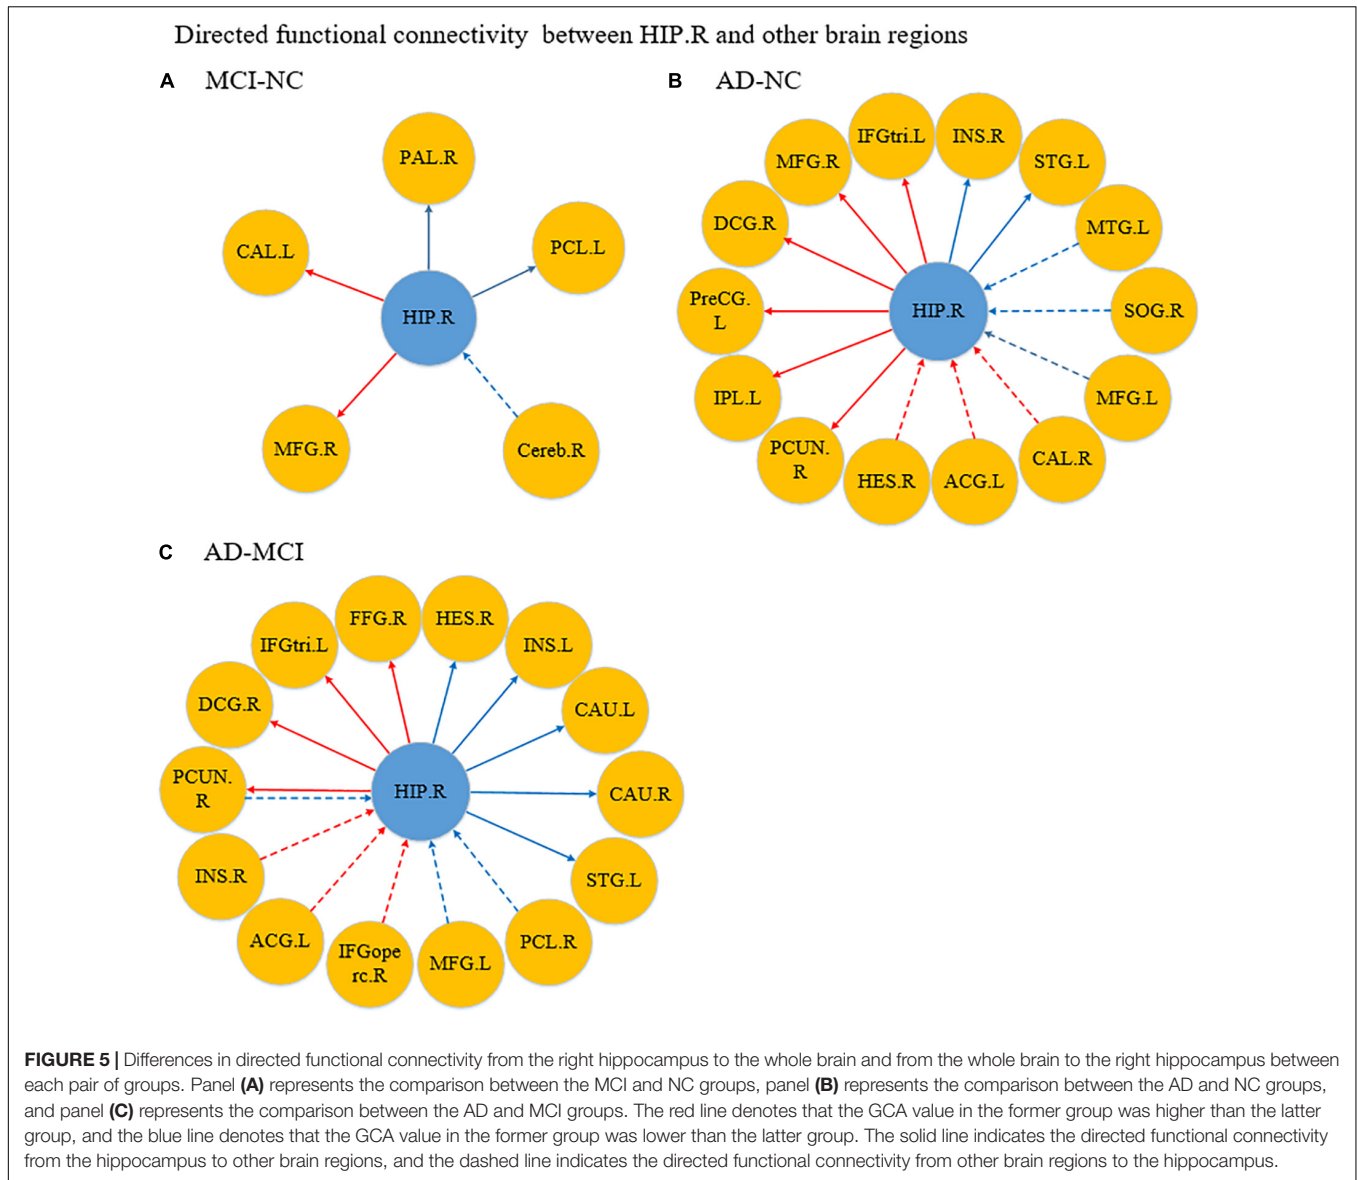 Directed functional connectivity between HIP.R and other brain regions
A MCI-NC
PAL.R
CAL.L
PCL.L
HIP.R
MFG.R
Cereb.R
B AD-NC
IFGtri.L
INS.R
MFG.R
STG.L
DCG.R
MTG.L
PreCG.
L
HIP.R
SOG.R
IPL.L
MFG.L
PCUN.
R
HES.R
ACG.L
CAL.R
C AD-MCI
FFG.R
HES.R
IFGtri.L
INS.L
DCG.R
CAU.L
PCUN.
R
HIP.R
CAU.R
INS.R
STG.L
ACG.L
IFGope
rc.R
MFG.L
PCL.R
FIGURE 5 | Differences in directed functional connectivity from the right hippocampus to the whole brain and from the whole brain to the right hippocampus between
each pair of groups. Panel (A) represents the comparison between the MCI and NC groups, panel (B) represents the comparison between the AD and NC groups,
and panel (C) represents the comparison between the AD and MCI groups. The red line denotes that the GCA value in the former group was higher than the latter
group, and the blue line denotes that the GCA value in the former group was lower than the latter group. The solid line indicates the directed functional connectivity
from the hippocampus to other brain regions, and the dashed line indicates the directed functional connectivity from other brain regions to the hippocampus.